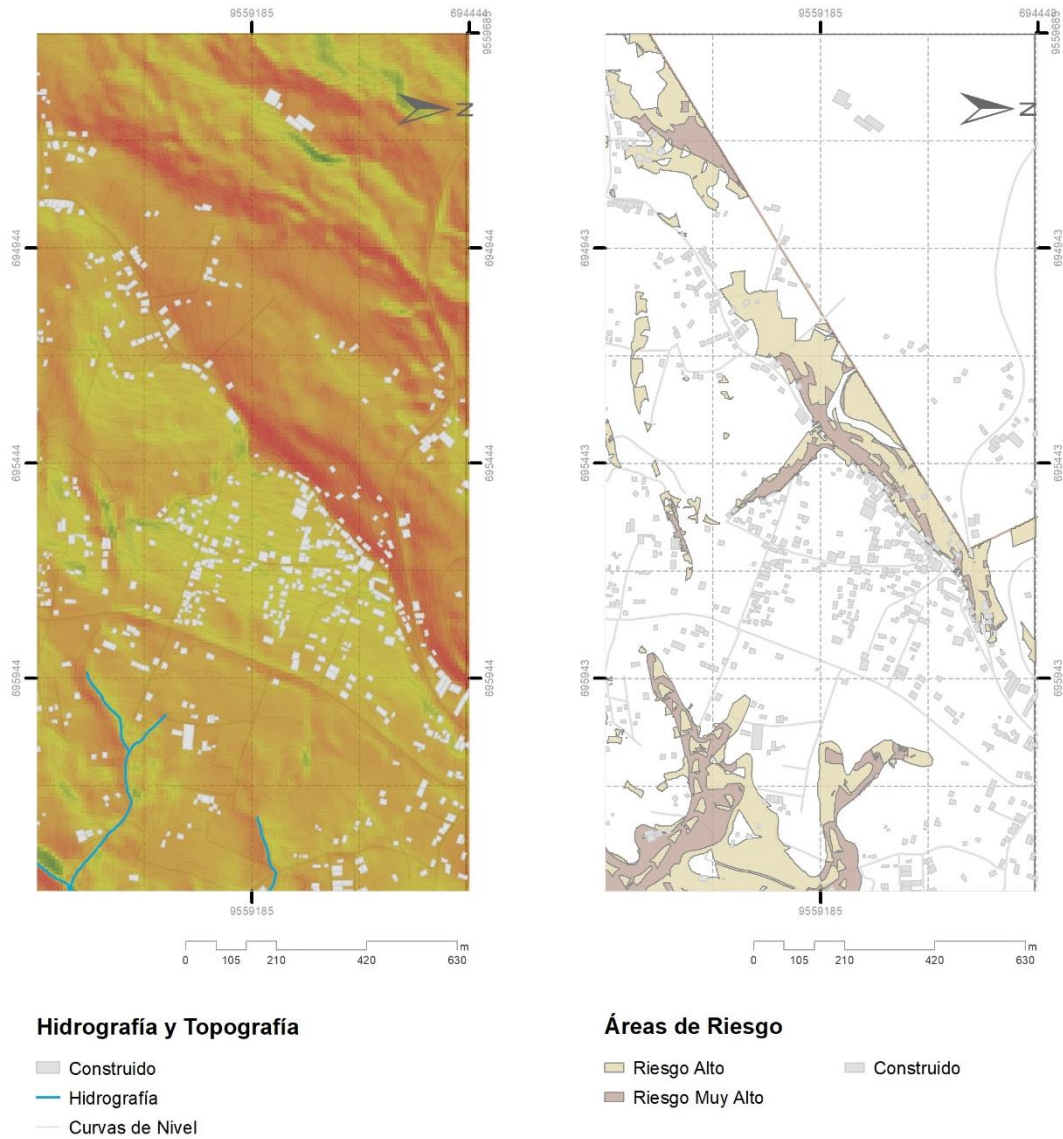 9559185
694444
9559685
N
694944
695444
695944
694944
695444
695944
9559185
0 105 210 420 630 m
Hidrografía y Topografía
Construido
Hidrografía
Curvas de Nivel
9559185
694443
9559685
N
694943
695443
695943
694943
695443
695943
9559185
0 105 210 420 630 m
Áreas de Riesgo
Riesgo Alto
Riesgo Muy Alto
Construido